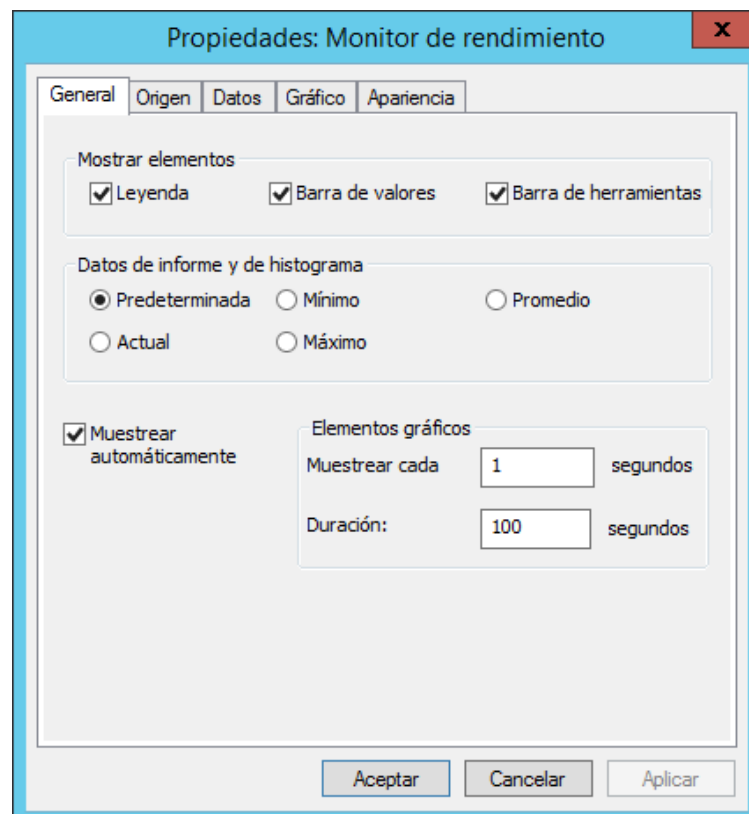 Propiedades: Monitor de rendimiento
x
General Origen Datos Gráfico Apariencia
Mostrar elementos
Leyenda Barra de valores Barra de herramientas
Datos de informe y de histograma
Predeterminada Mínimo Promedio
Actual Máximo
Muestrear
automáticamente
Elementos gráficos
Muestrear cada 1 segundos
Duración: 100 segundos
Aceptar Cancelar Aplicar